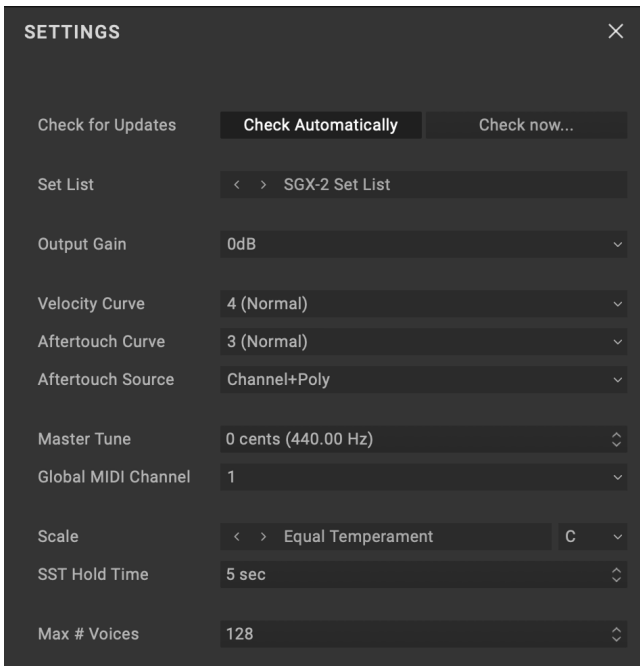 SETTINGS
Check for Updates Check Automatically Check now...
Set List SGX-2 Set List
Output Gain 0dB
Velocity Curve 4 (Normal)
Aftertouch Curve 3 (Normal)
Aftertouch Source Channel+Poly
Master Tune 0 cents (440.00 Hz)
Global MIDI Channel 1
Scale Equal Temperament C
SST Hold Time 5 sec
Max # Voices 128